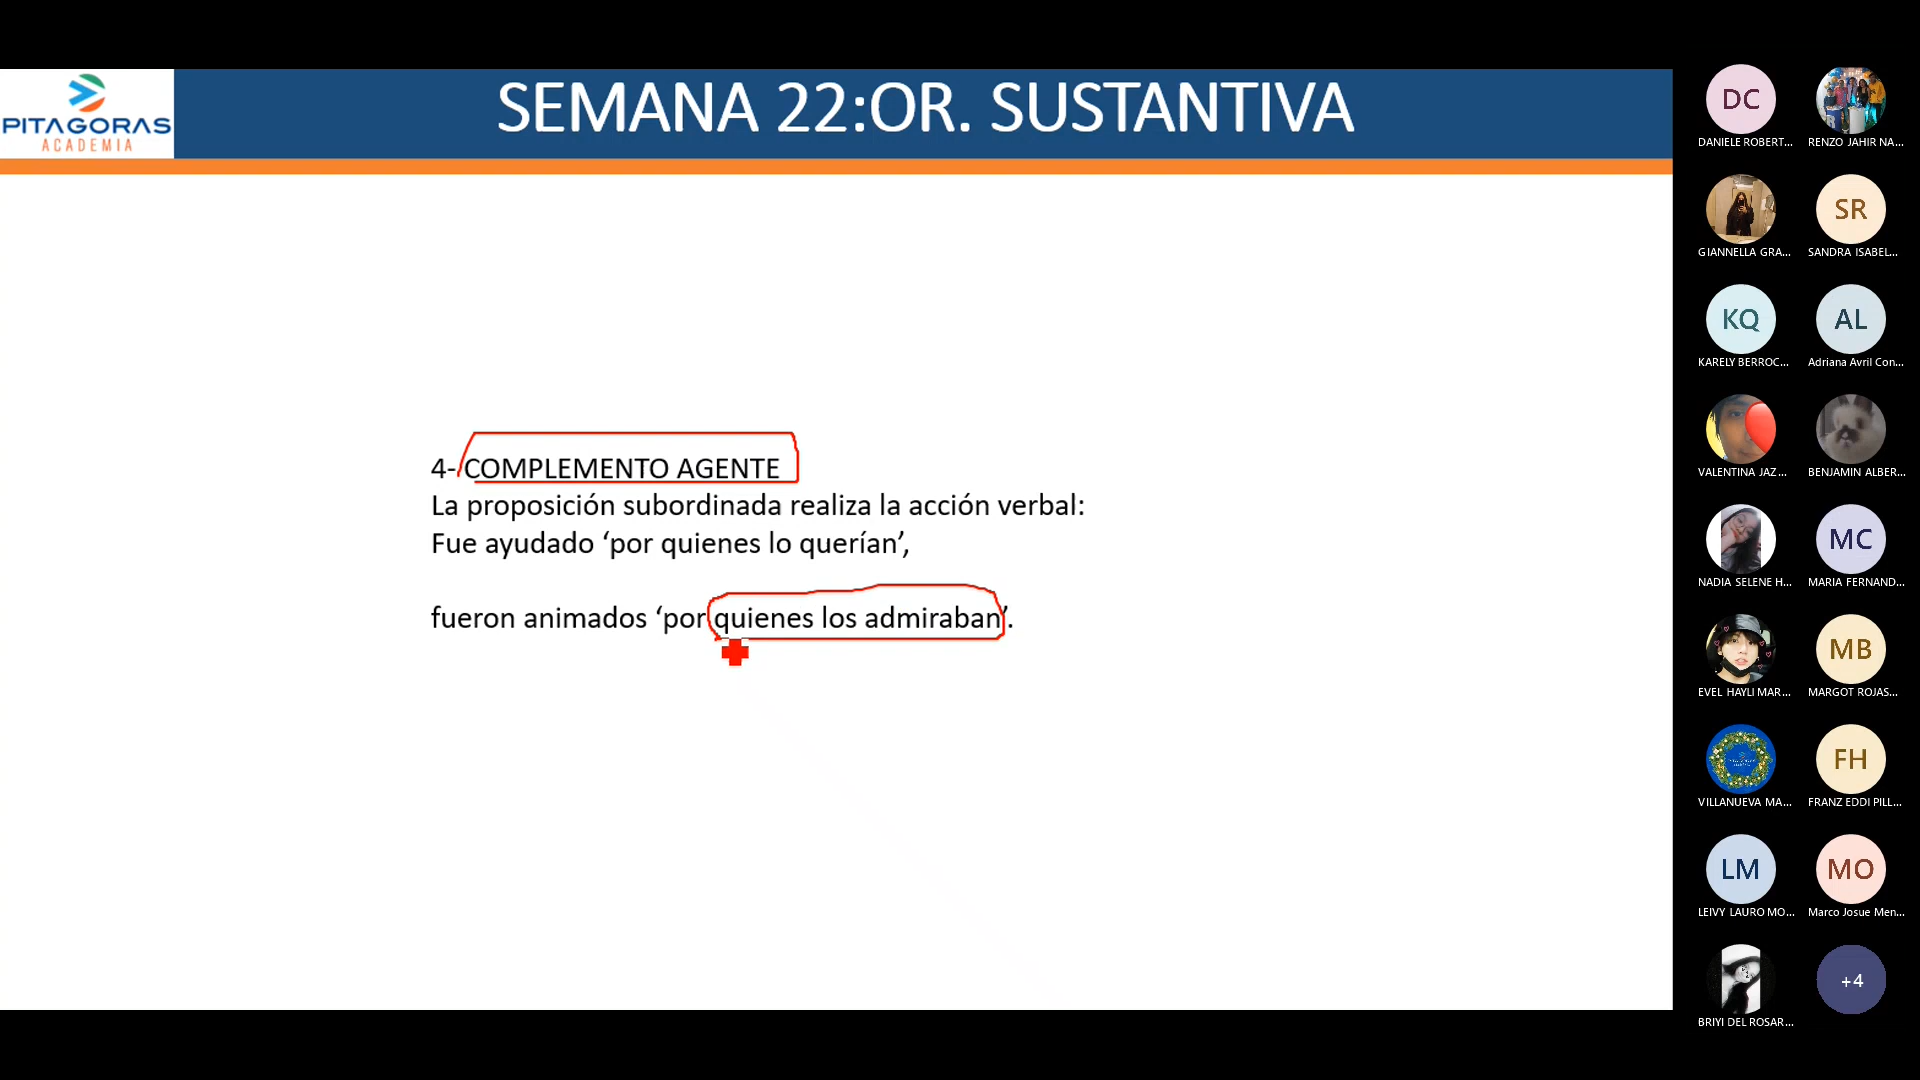 PITAGORAS
ACADEMIA
SEMANA 22:OR. SUSTANTIVA
4- COMPLEMENTO AGENTE
La proposición subordinada realiza la acción verbal:
Fue ayudado ‘por quienes lo querían’,
fueron animados ‘por quienes los admiraban’.
DC
DANIELE ROBERT...
RENZO JAHIR NA...
GIANNELLA GRA...
SR
SANDRA ISABEL...
KQ
KARELY BERROC...
AL
Adriana Avril Con...
VALENTINA JAZ...
BENJAMIN ALBER...
NADIA SELENE H...
MC
MARIA FERNAND...
EVEL HAYLI MAR...
MB
MARGOT ROJAS...
VILLANUEVA MA...
FH
FRANZ EDDI PILL...
LM
LEIVY LAURO MO...
MO
Marco Josue Men...
BRIYI DEL ROSAR...
+4